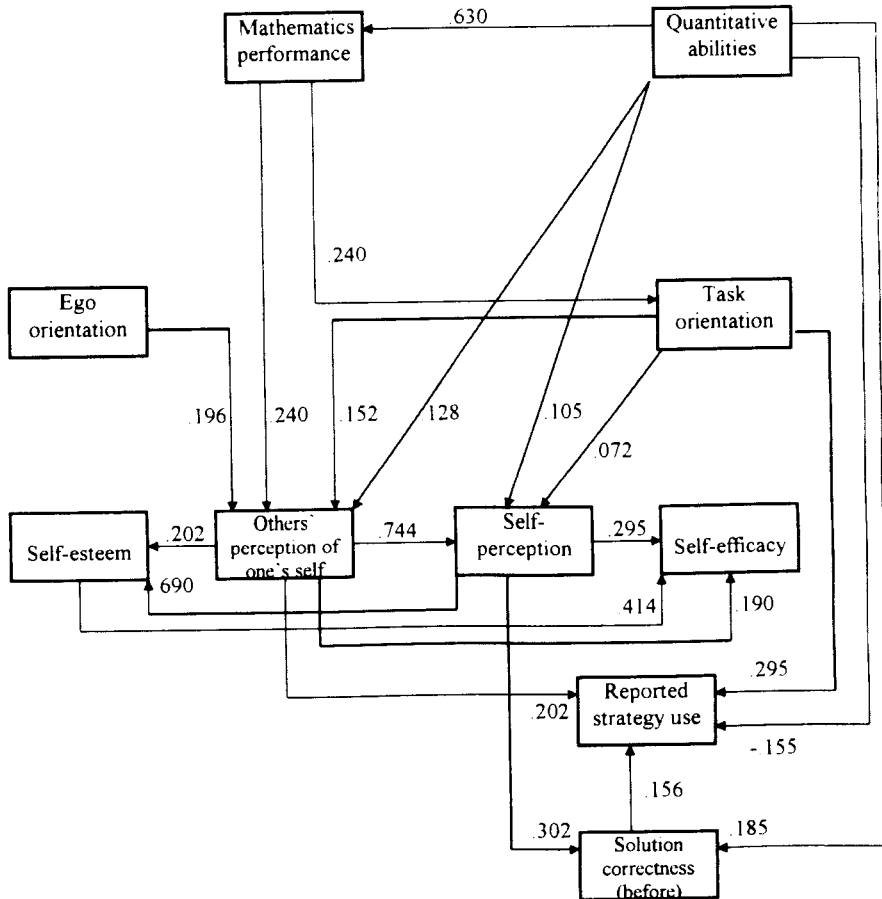 Mathematics
performance
.630
Quantitative
abilities
.240
Ego
orientation
Task
orientation
.196
.240
.152
.128
.105
.072
Self-esteem
.202
Others`
perception of
one`s self
.744
Self-
perception
.295
Self-efficacy
690
.414
.190
Reported
strategy use
.202
.295
-.155
.156
.302
Solution
correctness
(before)
.185